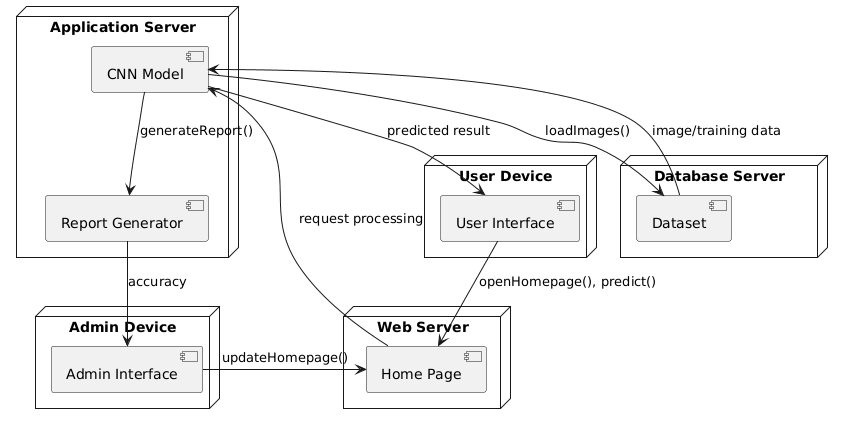 Application Server
CNN Model
generateReport()
predicted result
loadImages()
image/training data
User Device
Database Server
Report Generator
request processing
User Interface
Dataset
accuracy
openHomepage(), predict()
Admin Device
Web Server
updateHomepage()
Admin Interface
Home Page